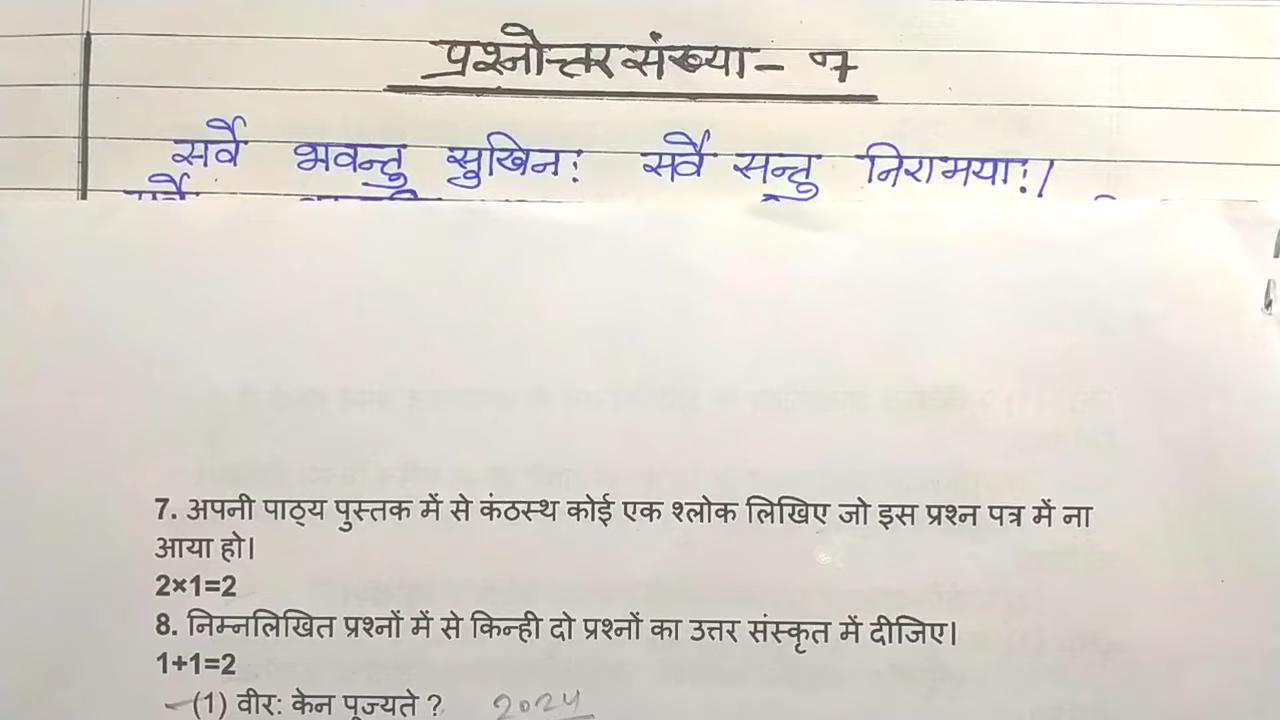 प्रश्नोत्तर संख्या - 7
सर्वे भवन्तु सुखिनः सर्वे सन्तु निरामयाः।
7. अपनी पाठ्य पुस्तक में से कंठस्थ कोई एक श्लोक लिखिए जो इस प्रश्न पत्र में ना
आया हो।
2×1=2
8. निम्नलिखित प्रश्नों में से किन्ही दो प्रश्नों का उत्तर संस्कृत में दीजिए।
1+1=2
(1) वीर: केन पूज्यते ? 2024